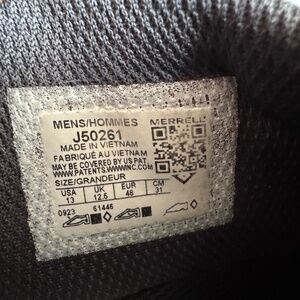 MENS/HOMMES MERRELL
J50261
MADE IN VIETNAM
FABRIQUÉ AU VIETNAM
MAY BE COVERED BY US PAT
WWW.PATENTS.WWWINC.COM
SIZE/GRANDEUR
USA UK EUR CM
13 12.5 48 31
0923 61446